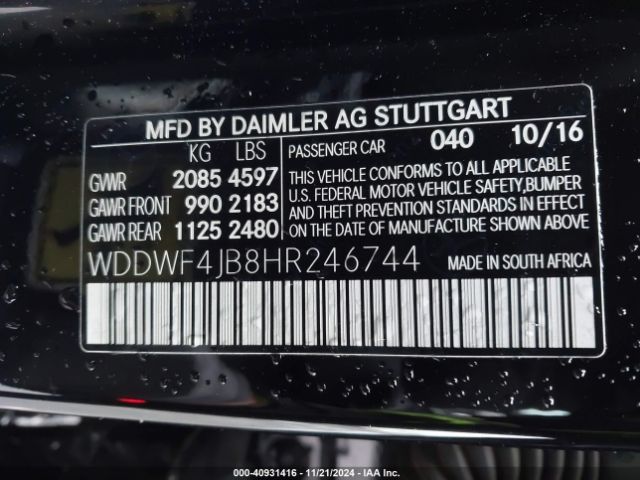 MFD BY DAIMLER AG STUTTGART
KG LBS
GVWR 2085 4597
GAWR FRONT 990 2183
GAWR REAR 1125 2480
PASSENGER CAR 040 10/16
THIS VEHICLE CONFORMS TO ALL APPLICABLE
U.S. FEDERAL MOTOR VEHICLE SAFETY,BUMPER
AND THEFT PREVENTION STANDARDS IN EFFECT
ON THE DATE OF MANUFACTURE SHOWN ABOVE
WDDWF4JB8HR246744 MADE IN SOUTH AFRICA
000-40931416 - 11/21/2024 - IAA Inc.